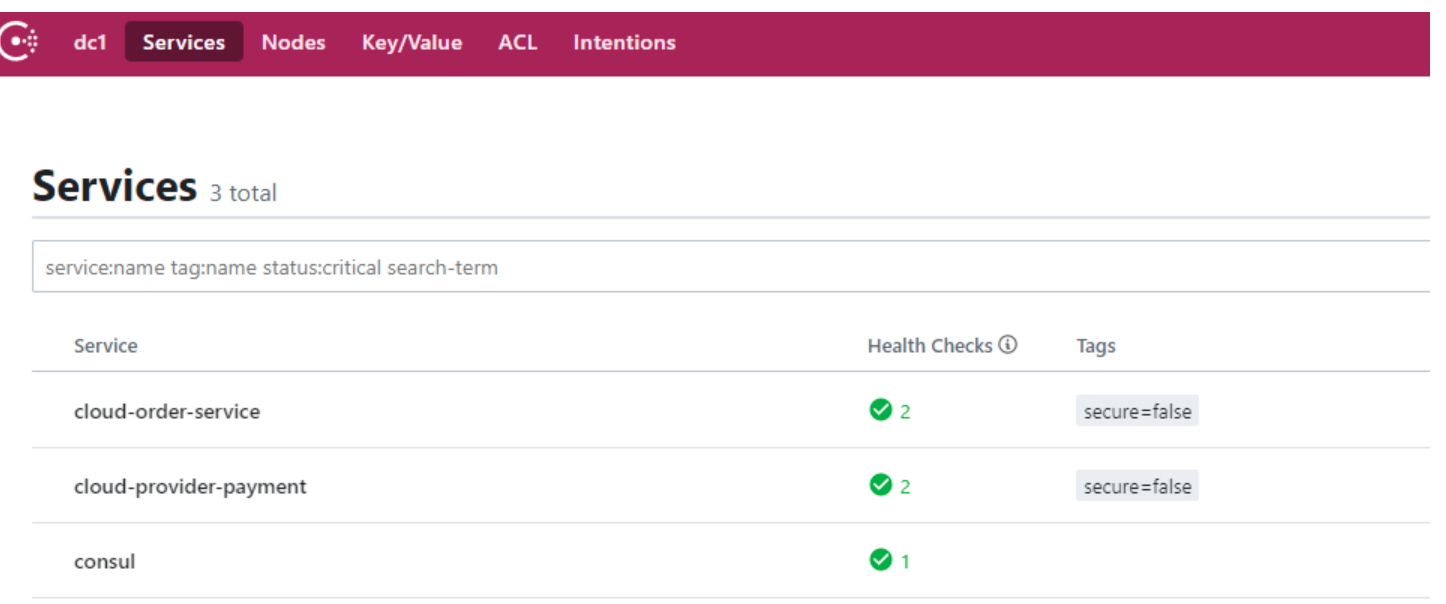 dc1 Services Nodes Key/Value ACL Intentions
Services 3 total
service:name tag:name status:critical search-term
Service Health Checks Tags
cloud-order-service 2 secure=false
cloud-provider-payment 2 secure=false
consul 1